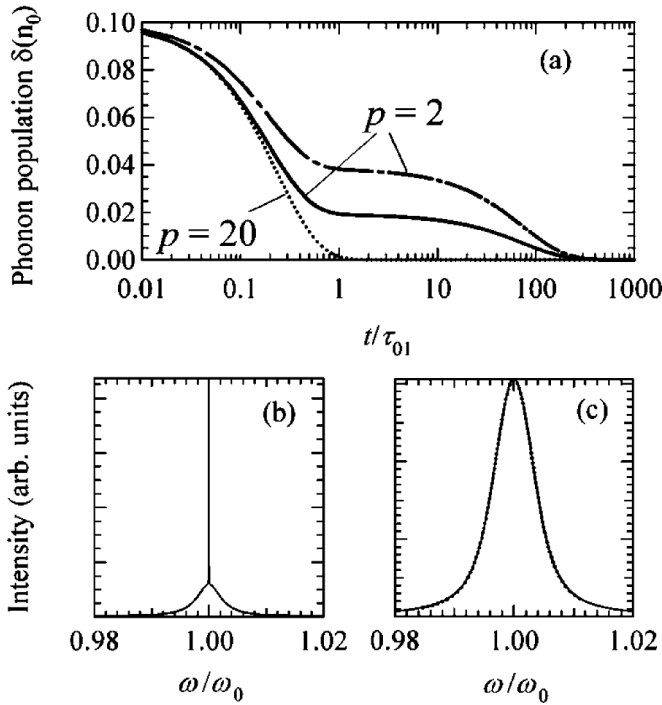 Phonon population δ(n₀)
0.10
0.08
0.06
0.04
0.02
0.00
(a)
p = 2
p = 20
0.01 0.1 1 10 100 1000
t/τ₀₁
Intensity (arb. units)
(b) (c)
0.98 1.00 1.02 0.98 1.00 1.02
ω/ω₀ ω/ω₀